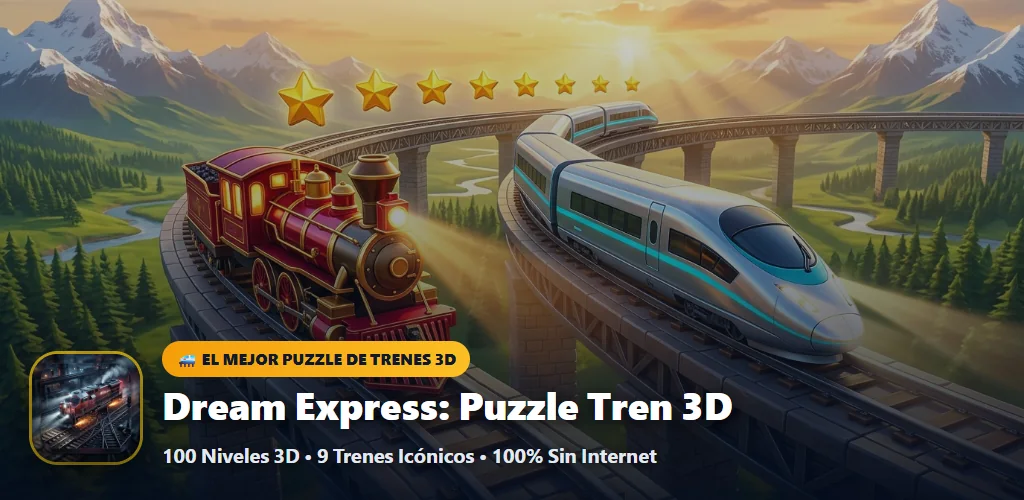 🚅 EL MEJOR PUZZLE DE TRENES 3D
Dream Express: Puzzle Tren 3D
100 Niveles 3D • 9 Trenes Icónicos • 100% Sin Internet